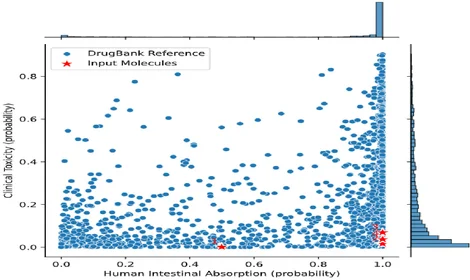 DrugBank Reference
Input Molecules
Clinical Toxicity (probability)
0.8
0.6
0.4
0.2
0.0
0.0 0.2 0.4 0.6 0.8 1.0
Human Intestinal Absorption (probability)